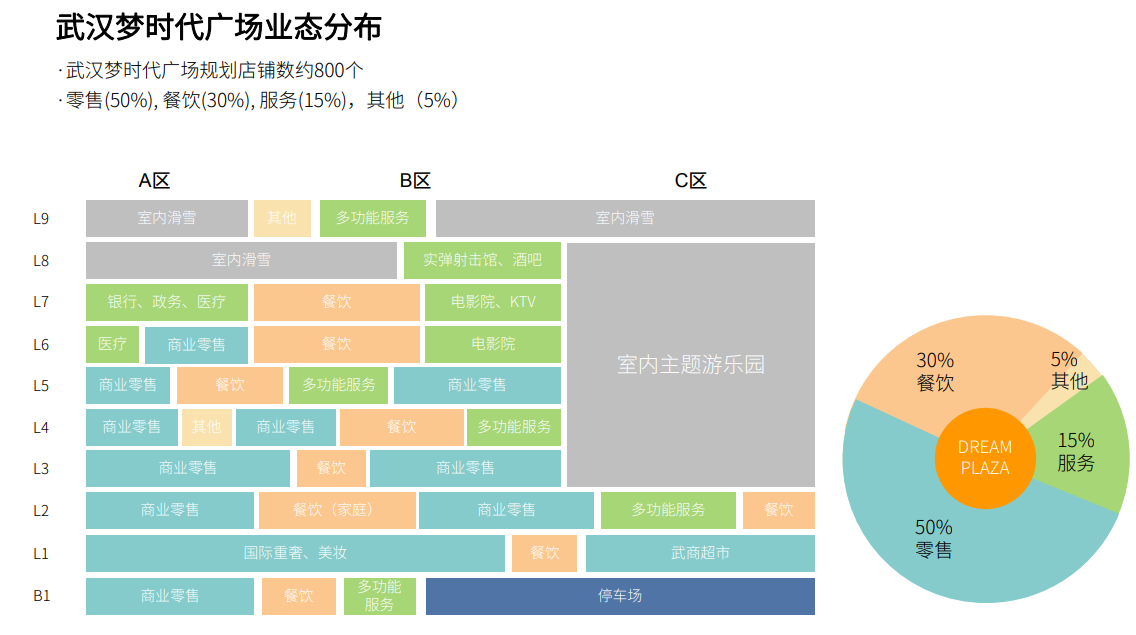 武汉梦时代广场业态分布
·武汉梦时代广场规划店铺数约800个
·零售(50%), 餐饮(30%), 服务(15%)，其他（5%）
A区 B区 C区
L9 室内滑雪 其他 多功能服务 室内滑雪
L8 室内滑雪 实弹射击馆、酒吧
L7 银行、政务、医疗 餐饮 电影院、KTV
L6 医疗 商业零售 餐饮 电影院
室内主题游乐园
L5 商业零售 餐饮 多功能服务 商业零售
L4 商业零售 其他 商业零售 餐饮 多功能服务
L3 商业零售 餐饮 商业零售
L2 商业零售 餐饮（家庭） 商业零售 多功能服务 餐饮
L1 国际重奢、美妆 餐饮 武商超市
B1 商业零售 餐饮 多功能
服务 停车场
30%
餐饮
5%
其他
15%
服务
DREAM
PLAZA
50%
零售